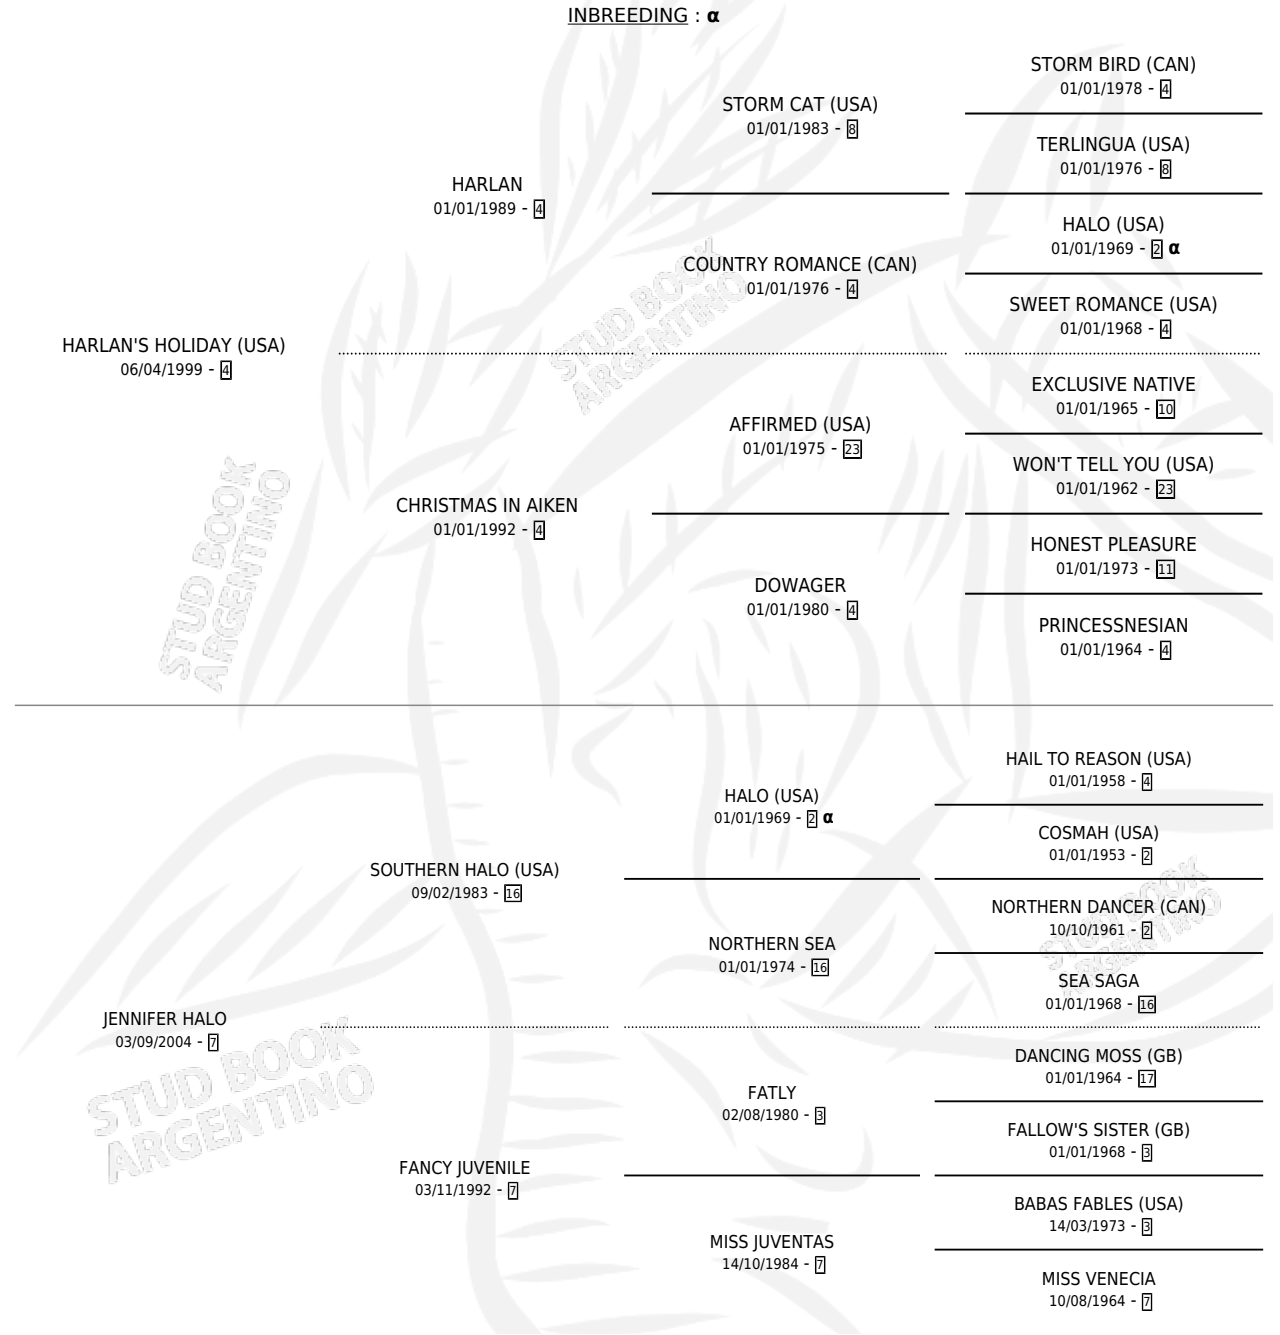 INBREEDING : α
STORM BIRD (CAN)
01/01/1978 - 4
STORM CAT (USA)
01/01/1983 - 8
TERLINGUA (USA)
01/01/1976 - 8
HARLAN
01/01/1989 - 4
HALO (USA)
01/01/1969 - 2 α
COUNTRY ROMANCE (CAN)
01/01/1976 - 4
SWEET ROMANCE (USA)
01/01/1968 - 4
HARLAN'S HOLIDAY (USA)
06/04/1999 - 4
EXCLUSIVE NATIVE
01/01/1965 - 10
AFFIRMED (USA)
01/01/1975 - 23
WON'T TELL YOU (USA)
01/01/1962 - 23
CHRISTMAS IN AIKEN
01/01/1992 - 4
HONEST PLEASURE
01/01/1973 - 11
DOWAGER
01/01/1980 - 4
PRINCESSNESIAN
01/01/1964 - 4
HAIL TO REASON (USA)
01/01/1958 - 4
HALO (USA)
01/01/1969 - 2 α
COSMAH (USA)
01/01/1953 - 2
SOUTHERN HALO (USA)
09/02/1983 - 16
NORTHERN DANCER (CAN)
10/10/1961 - 2
NORTHERN SEA
01/01/1974 - 16
SEA SAGA
01/01/1968 - 16
JENNIFER HALO
03/09/2004 - 7
DANCING MOSS (GB)
01/01/1964 - 17
FATLY
02/08/1980 - 3
FALLOW'S SISTER (GB)
01/01/1968 - 3
FANCY JUVENILE
03/11/1992 - 7
BABAS FABLES (USA)
14/03/1973 - 3
MISS JUVENTAS
14/10/1984 - 7
MISS VENECIA
10/08/1964 - 7
STUD BOOK
ARGENTINO
STUD BOOK
ARGENTINO
STUD BOOK
ARGENTINO
STUD BOOK
ARGENTINO